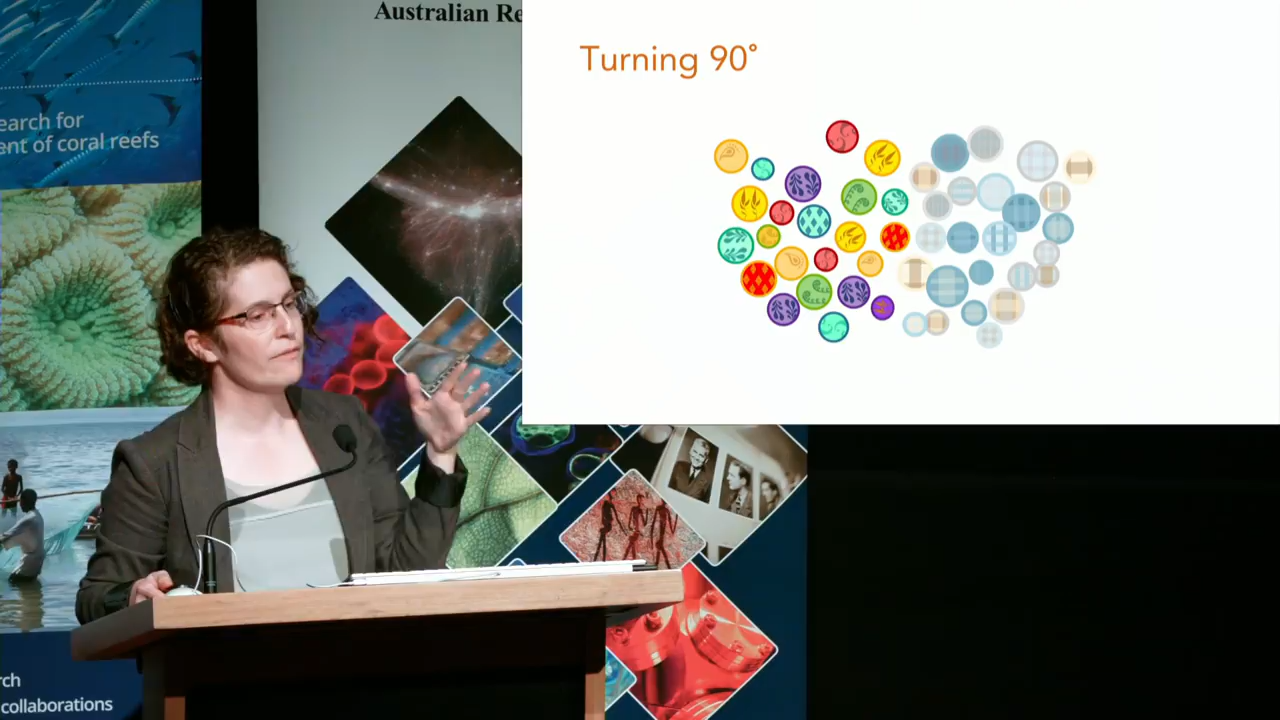 Australian Re
Turning 90°
earch for
ent of coral reefs
rch
collaborations